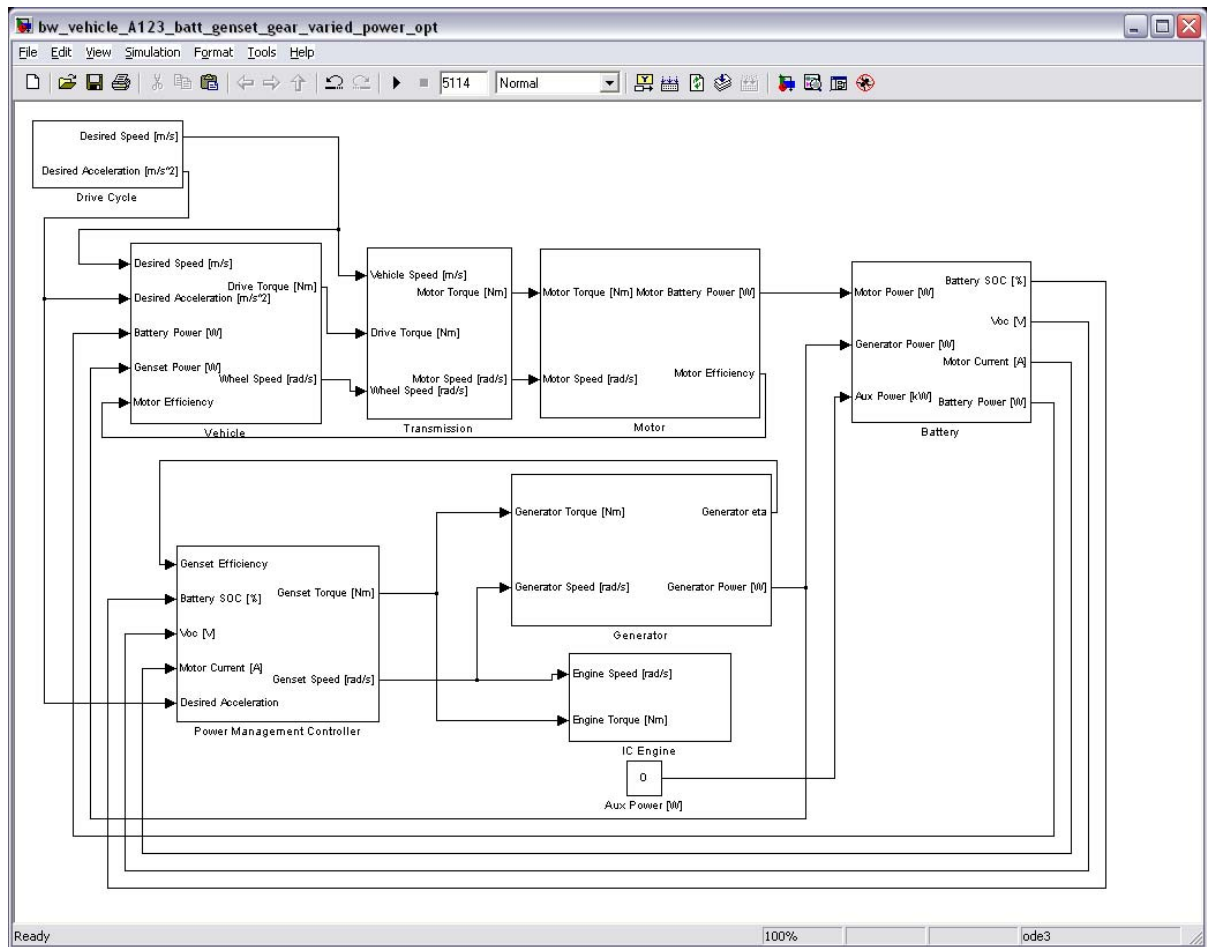 bw_vehicle_A123_batt_genset_gear_varied_power_opt
File Edit View Simulation Format Tools Help
5114 Normal
Desired Speed [m/s]
Desired Acceleration [m/s^2]
Drive Cycle
Desired Speed [m/s]
Drive Torque [Nm]
Desired Acceleration [m/s^2]
Battery Power [W]
Genset Power [W]
Wheel Speed [rad/s]
Motor Efficiency
Vehicle
Vehicle Speed [m/s]
Motor Torque [Nm]
Drive Torque [Nm]
Motor Speed [rad/s]
Wheel Speed [rad/s]
Transmission
Motor Torque [Nm] Motor Battery Power [W]
Motor Speed [rad/s] Motor Efficiency
Motor
Battery SOC [%]
Motor Power [W]
Voc [V]
Generator Power [W]
Motor Current [A]
Aux Power [kW] Battery Power [W]
Battery
Generator Torque [Nm] Generator eta
Generator Speed [rad/s] Generator Power [W]
Generator
Genset Efficiency
Battery SOC [%] Genset Torque [Nm]
Voc [V]
Motor Current [A]
Genset Speed [rad/s]
Desired Acceleration
Power Management Controller
Engine Speed [rad/s]
Engine Torque [Nm]
IC Engine
0
Aux Power [W]
Ready 100% ode3